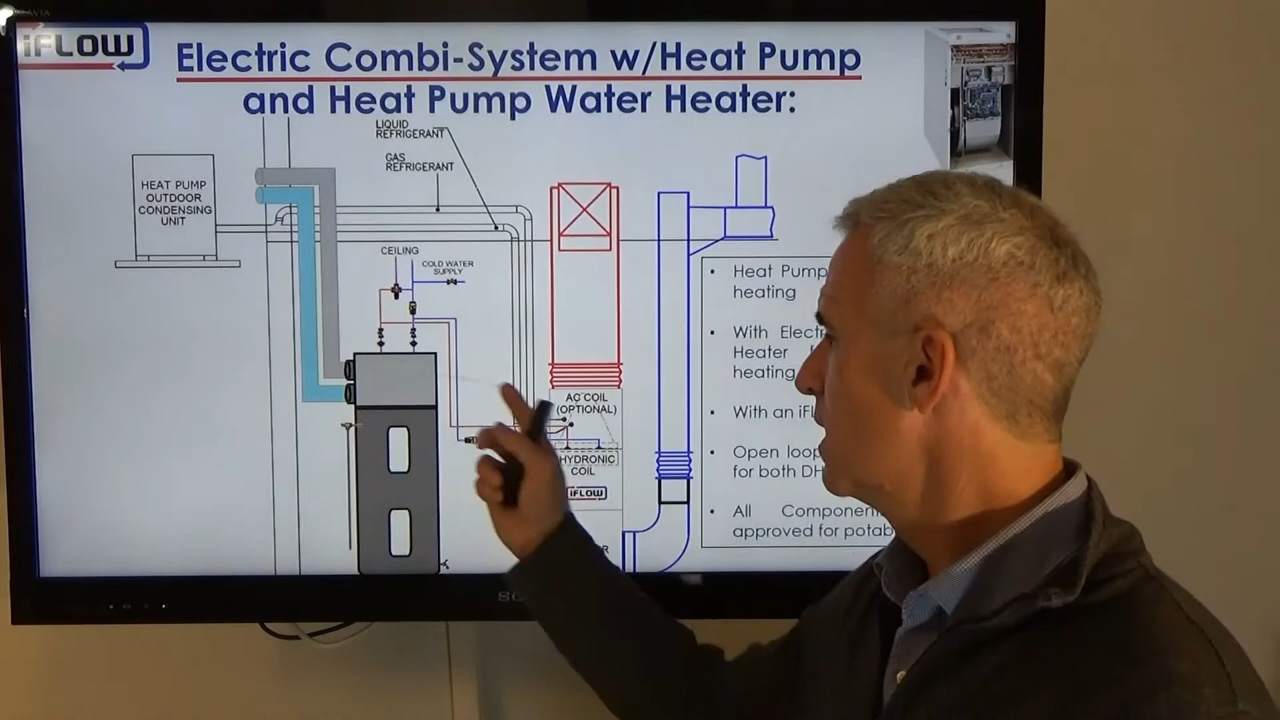 iFLOW
Electric Combi-System w/Heat Pump
and Heat Pump Water Heater:
LIQUID
REFRIGERANT
GAS
REFRIGERANT
HEAT PUMP
OUTDOOR
CONDENSING
UNIT
CEILING
COLD WATER
SUPPLY
AC COIL
(OPTIONAL)
HYDRONIC
COIL
iFLOW
• Heat Pump
heating
• With Electr
Heater
heating
• With an iFL
• Open loop
for both DH
• All Component
approved for potab